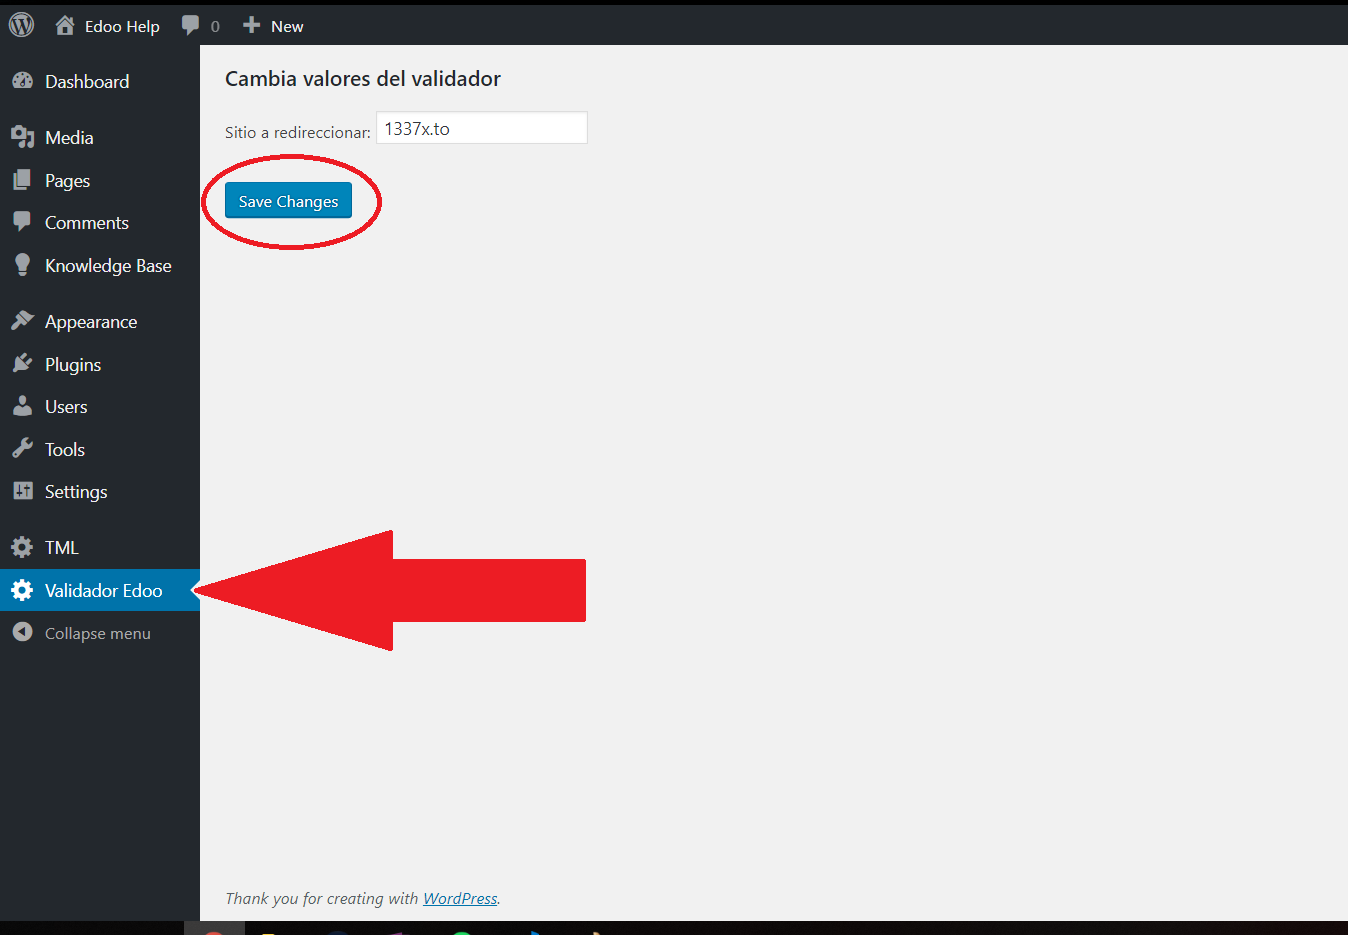 Edoo Help 0 New
Dashboard
Media
Pages
Comments
Knowledge Base
Appearance
Plugins
Users
Tools
Settings
TML
Validador Edoo
Collapse menu
Cambia valores del validador
Sitio a redireccionar: 1337x.to
Save Changes
Thank you for creating with WordPress.